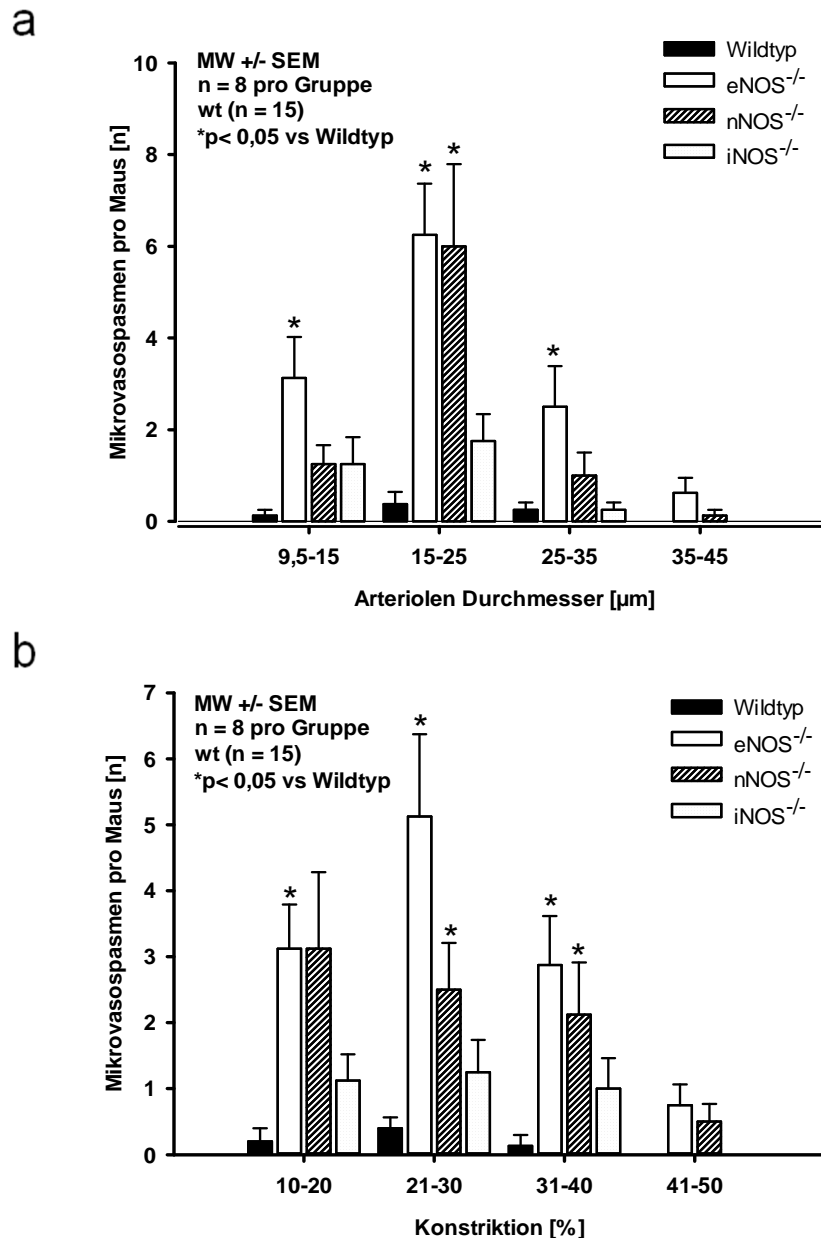 a
MW +/- SEM
n = 8 pro Gruppe
wt (n = 15)
*p< 0,05 vs Wildtyp
Wildtyp
eNOS-/-
nNOS-/-
iNOS-/-
Mikrovasospasmen pro Maus [n]
10
8
6
4
2
0
* * * * *
9,5-15 15-25 25-35 35-45
Arteriolen Durchmesser [µm]
b
MW +/- SEM
n = 8 pro Gruppe
wt (n = 15)
*p< 0,05 vs Wildtyp
Wildtyp
eNOS-/-
nNOS-/-
iNOS-/-
Mikrovasospasmen pro Maus [n]
7
6
5
4
3
2
1
0
* * * * *
10-20 21-30 31-40 41-50
Konstriktion [%]